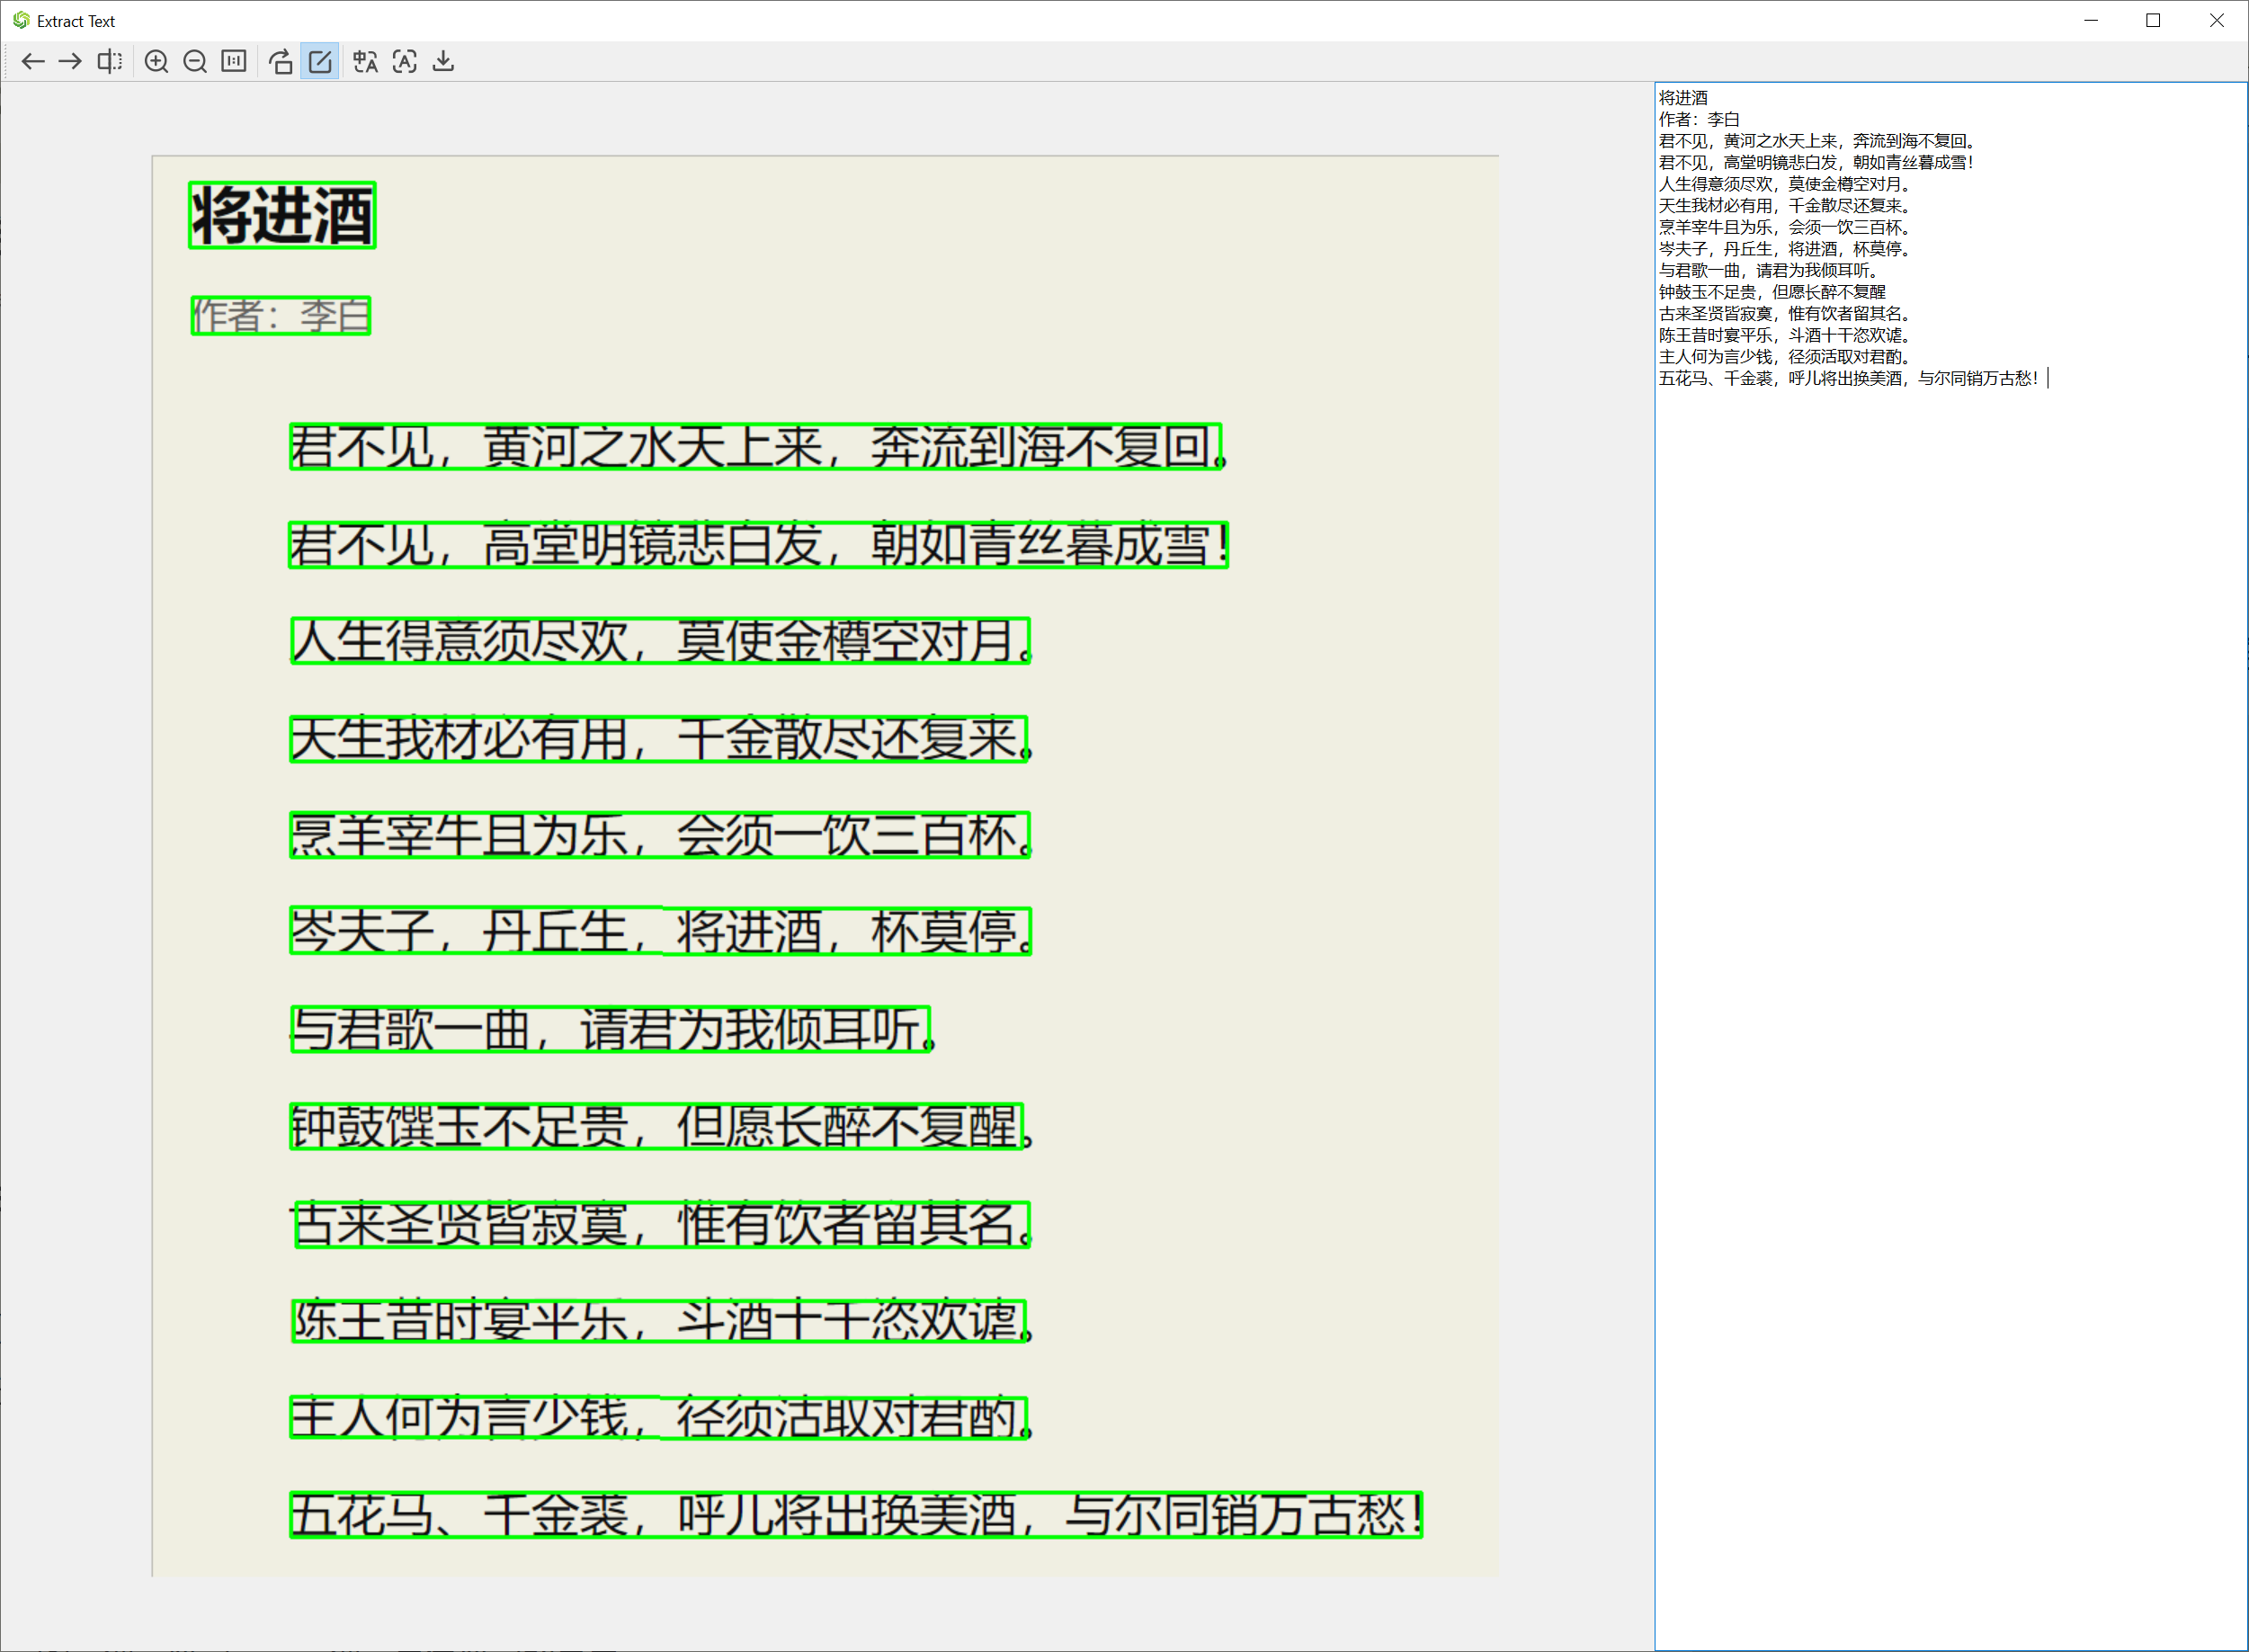 Extract Text
将进酒
作者：李白
君不见，黄河之水天上来，奔流到海不复回。
君不见，高堂明镜悲白发，朝如青丝暮成雪！
人生得意须尽欢，莫使金樽空对月。
天生我材必有用，千金散尽还复来。
烹羊宰牛且为乐，会须一饮三百杯。
岑夫子，丹丘生，将进酒，杯莫停。
与君歌一曲，请君为我倾耳听。
钟鼓馔玉不足贵，但愿长醉不复醒。
古来圣贤皆寂寞，惟有饮者留其名。
陈王昔时宴平乐，斗酒十千恣欢谑。
主人何为言少钱，径须沽取对君酌。
五花马、千金裘，呼儿将出换美酒，与尔同销万古愁！
将进酒
作者：李白
君不见，黄河之水天上来，奔流到海不复回。
君不见，高堂明镜悲白发，朝如青丝暮成雪！
人生得意须尽欢，莫使金樽空对月。
天生我材必有用，千金散尽还复来。
烹羊宰牛且为乐，会须一饮三百杯。
岑夫子，丹丘生，将进酒，杯莫停。
与君歌一曲，请君为我倾耳听。
钟鼓玉不足贵，但愿长醉不复醒
古来圣贤皆寂寞，惟有饮者留其名。
陈王昔时宴平乐，斗酒十千恣欢谑。
主人何为言少钱，径须活取对君酌。
五花马、千金裘，呼儿将出换美酒，与尔同销万古愁！